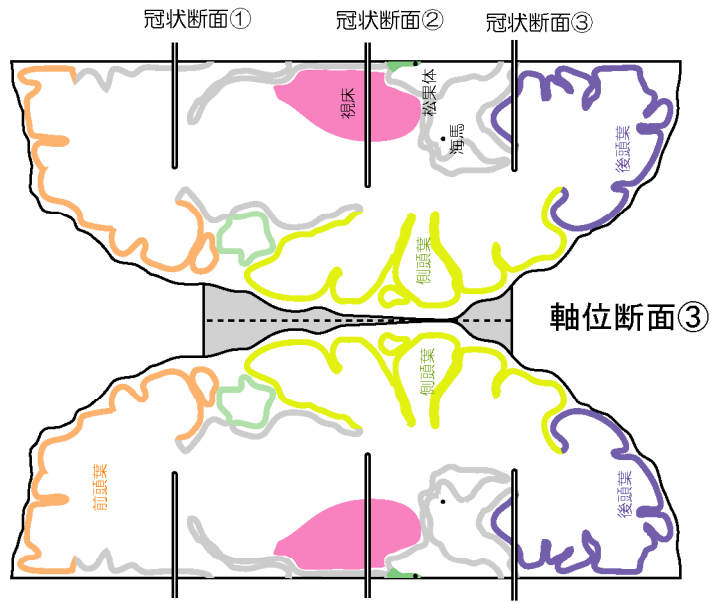 冠状断面①
冠状断面②
冠状断面③
視床
松果体
海馬
後頭葉
側頭葉
軸位断面③
側頭葉
前頭葉
後頭葉